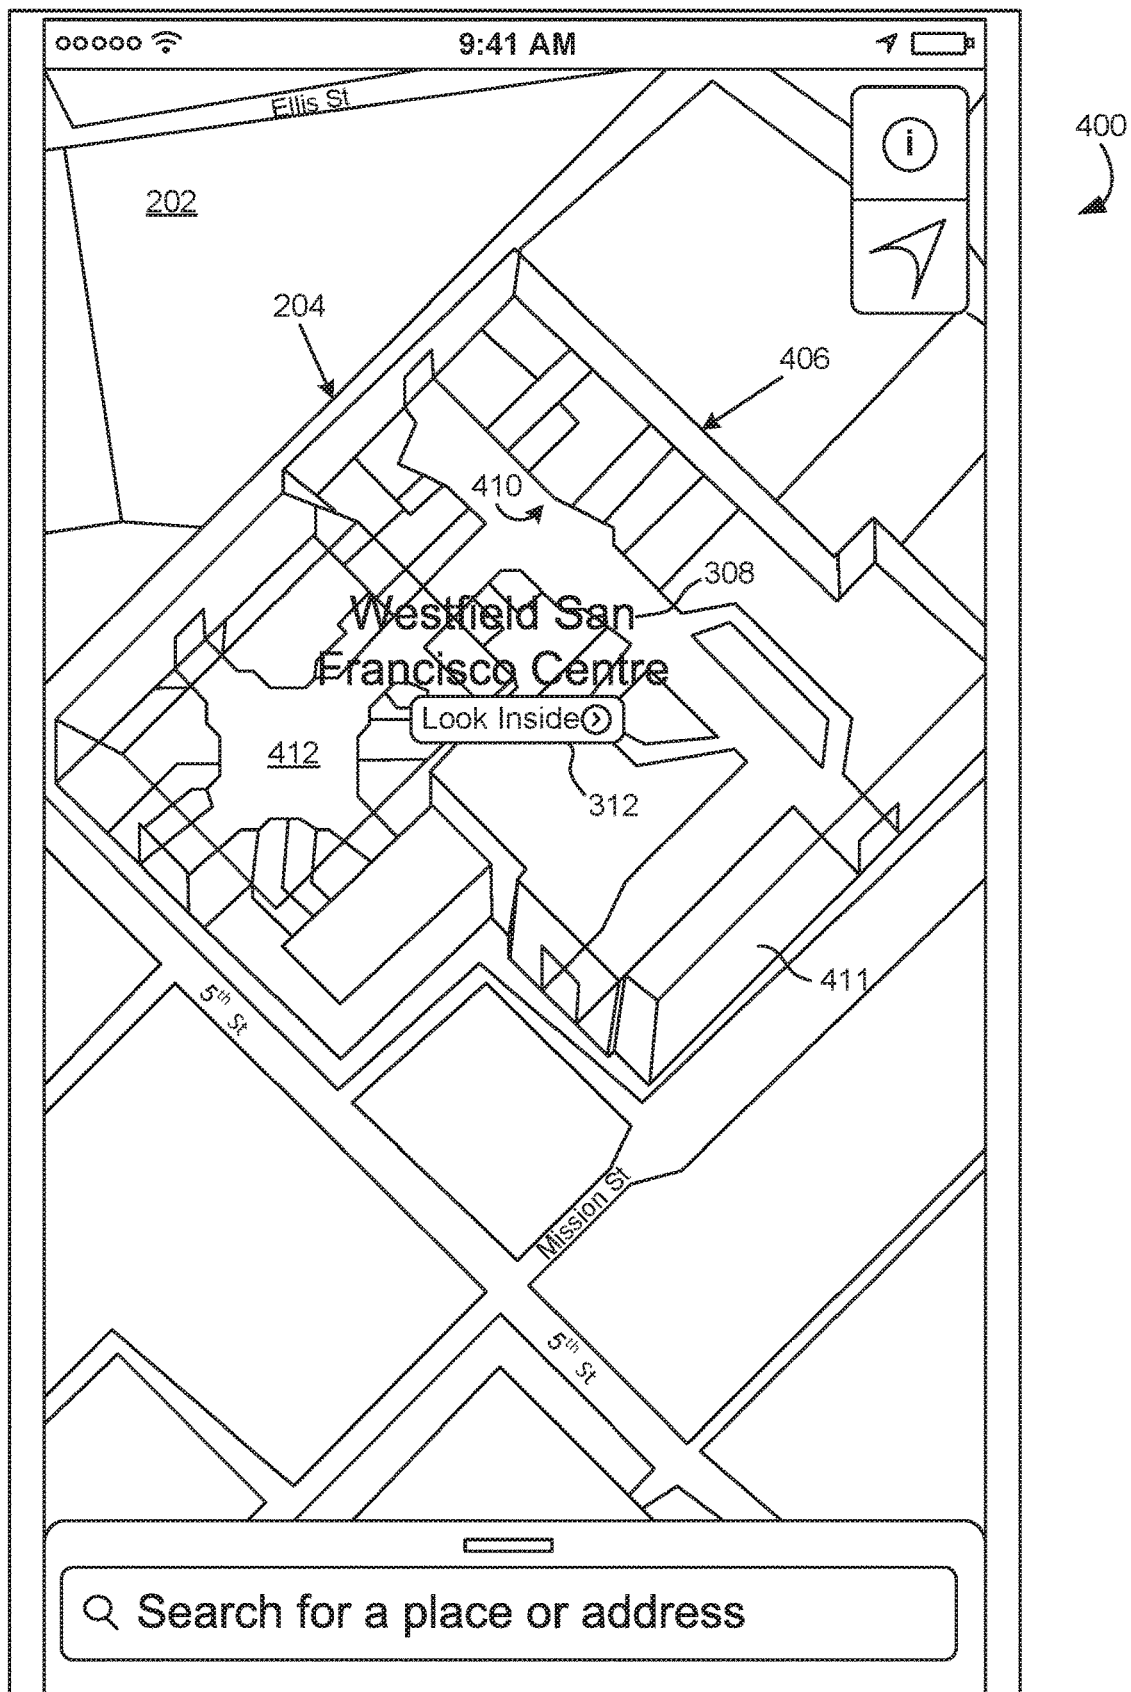 9:41 AM
Ellis St
400
i
202
204
406
410
308
Westfield San
Francisco Centre
Look Inside
412
312
411
5th St
Mission St
5th St
Search for a place or address